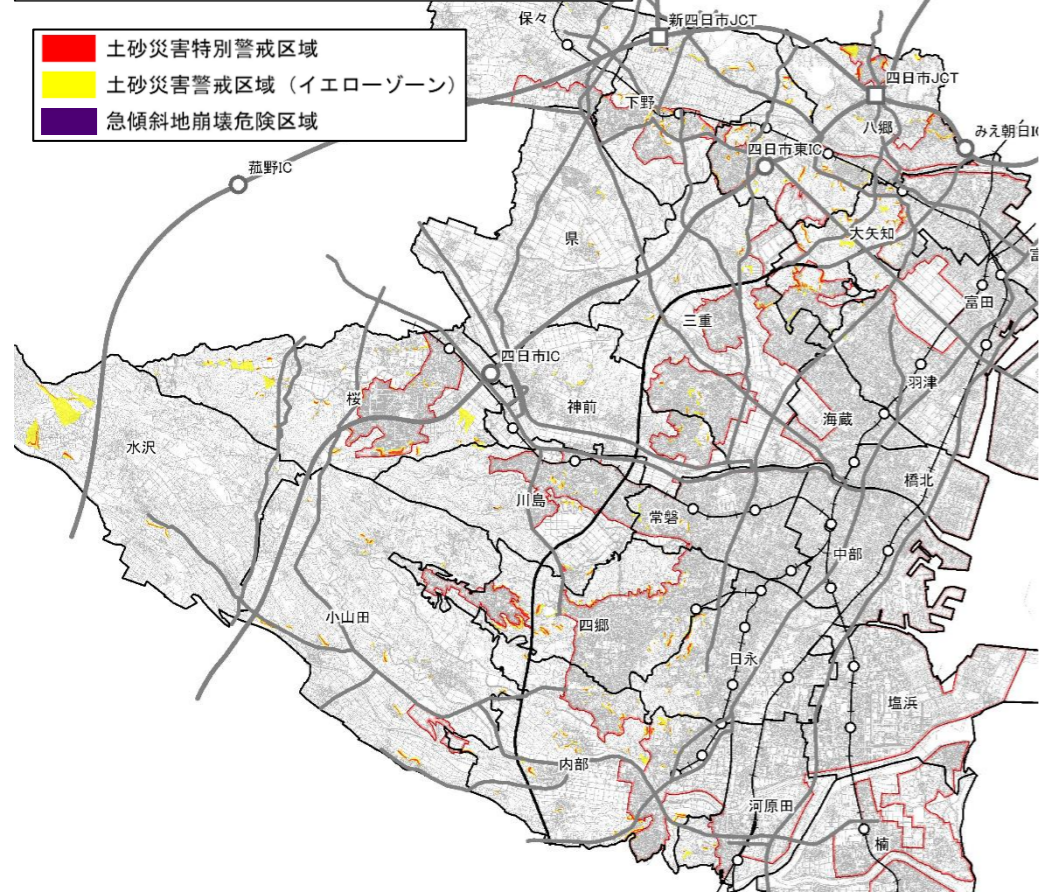 土砂災害特別警戒区域
土砂災害警戒区域（イエローゾーン）
急傾斜地崩壊危険区域
保々
新四日市JCT
四日市JCT
下野
八郷
みえ朝日IC
四日市東IC
菰野IC
大矢知
県
富
富田
三重
四日市IC
羽津
桜
神前
海蔵
水沢
橋北
川島
常磐
中部
小山田
四郷
日永
塩浜
内部
河原田
楠